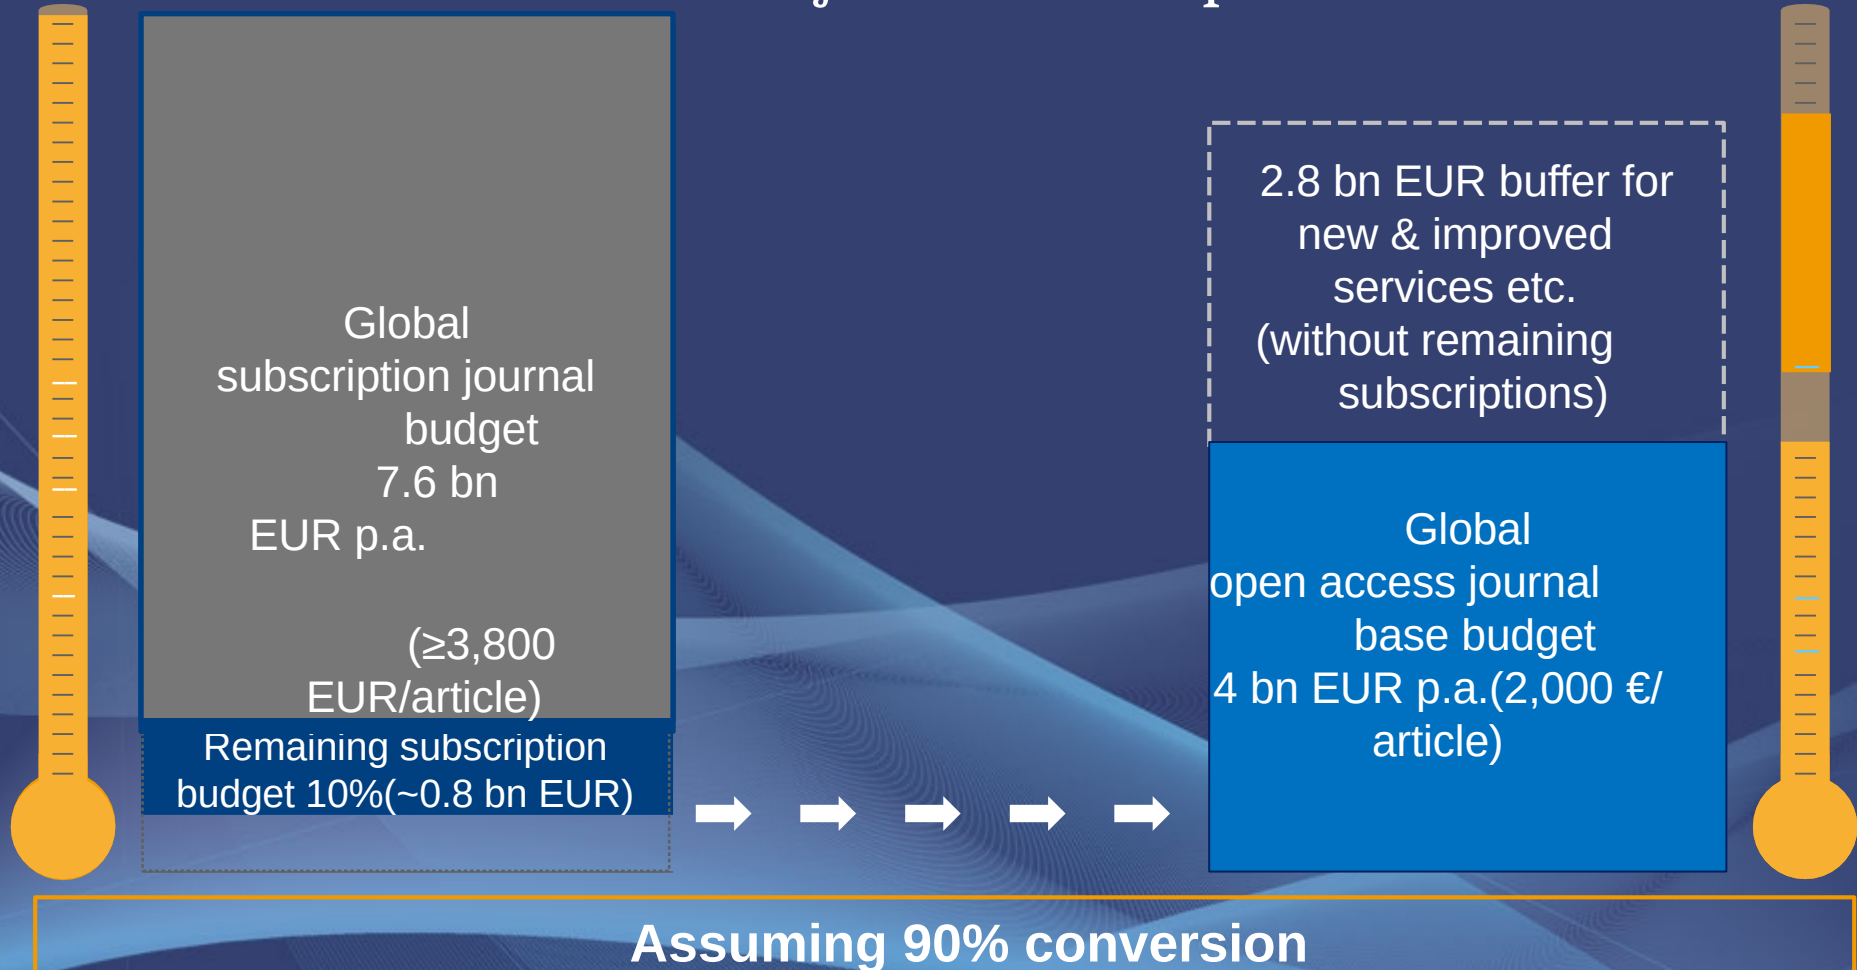 Global
subscription journal
budget
7.6 bn
EUR p.a.
(≥3,800
EUR/article)
Remaining subscription
budget 10%(~0.8 bn EUR)
2.8 bn EUR buffer for
new & improved
services etc.
(without remaining
subscriptions)
Global
open access journal
base budget
4 bn EUR p.a.(2,000 €/
article)
Assuming 90% conversion